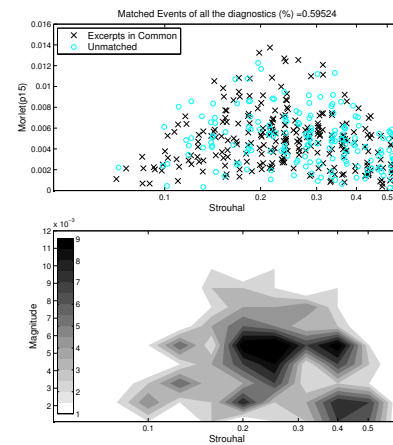 Matched Events of all the diagnostics (%) =0.59524
0.016
0.014
0.012
0.01
0.008
0.006
0.004
0.002
0
Morlet(p15)
× Excerpts in Common
○ Unmatched
0.1 0.2 0.3 0.4 0.5
Strouhal
x 10⁻³
12
11
10
9
8
7
6
5
4
3
2
Magnitude
9
8
7
6
5
4
3
2
1
0.1 0.2 0.3 0.4 0.5
Strouhal